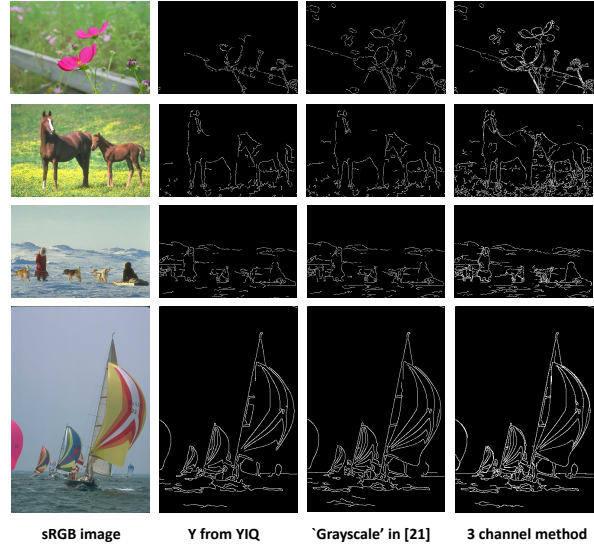 sRGB image
Y from YIQ
`Grayscale’ in [21]
3 channel method